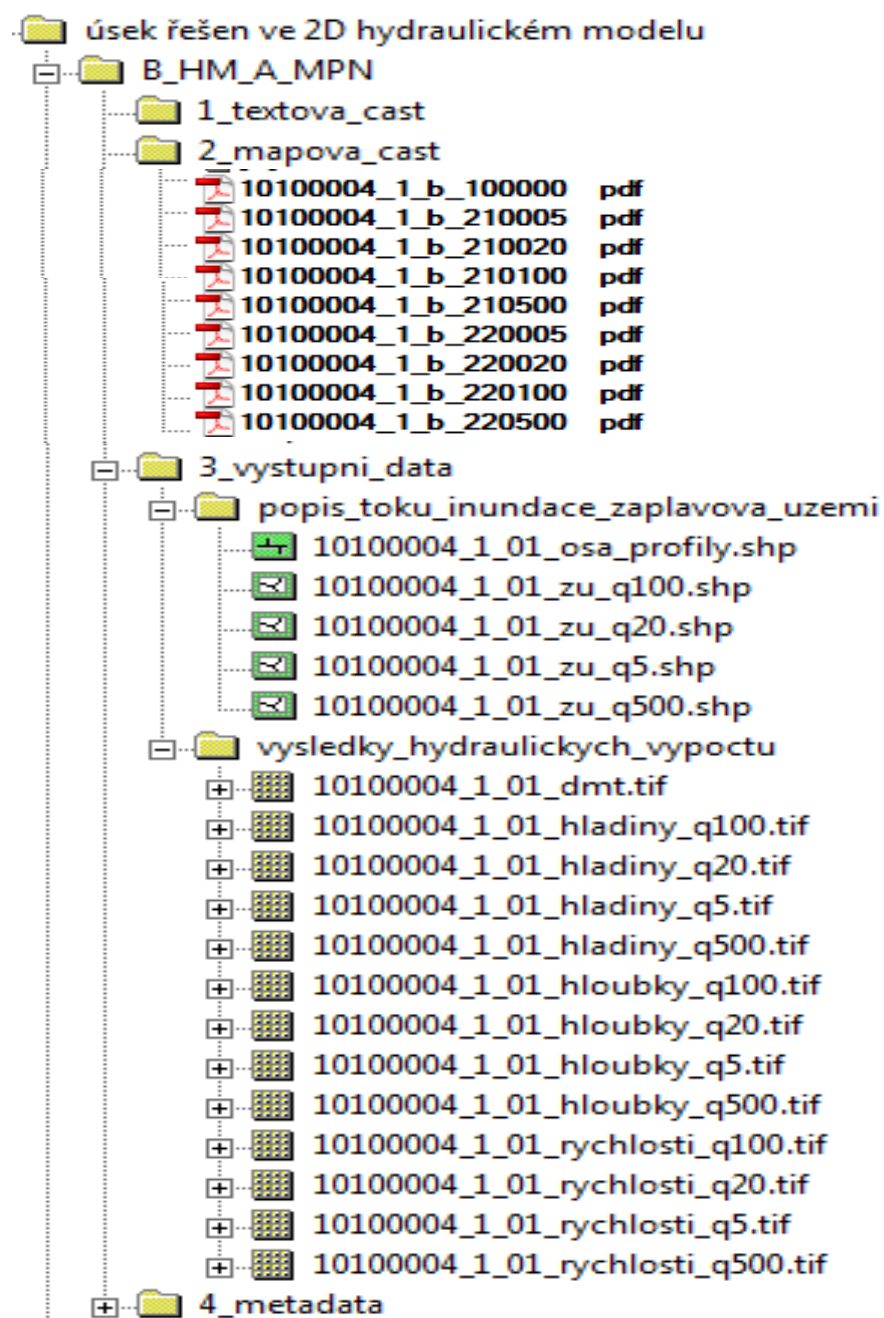 úsek řešen ve 2D hydraulickém modelu
B_HM_A_MPN
1_textova_cast
2_mapova_cast
10100004_1_b_100000 pdf
10100004_1_b_210005 pdf
10100004_1_b_210020 pdf
10100004_1_b_210100 pdf
10100004_1_b_210500 pdf
10100004_1_b_220005 pdf
10100004_1_b_220020 pdf
10100004_1_b_220100 pdf
10100004_1_b_220500 pdf
3_vystupni_data
popis_toku_inundace_zaplavova_uzemi
10100004_1_01_osa_profily.shp
10100004_1_01_zu_q100.shp
10100004_1_01_zu_q20.shp
10100004_1_01_zu_q5.shp
10100004_1_01_zu_q500.shp
vysledky_hydraulickych_vypoctu
10100004_1_01_dmt.tif
10100004_1_01_hladiny_q100.tif
10100004_1_01_hladiny_q20.tif
10100004_1_01_hladiny_q5.tif
10100004_1_01_hladiny_q500.tif
10100004_1_01_hloubky_q100.tif
10100004_1_01_hloubky_q20.tif
10100004_1_01_hloubky_q5.tif
10100004_1_01_hloubky_q500.tif
10100004_1_01_rychlosti_q100.tif
10100004_1_01_rychlosti_q20.tif
10100004_1_01_rychlosti_q5.tif
10100004_1_01_rychlosti_q500.tif
4_metadata